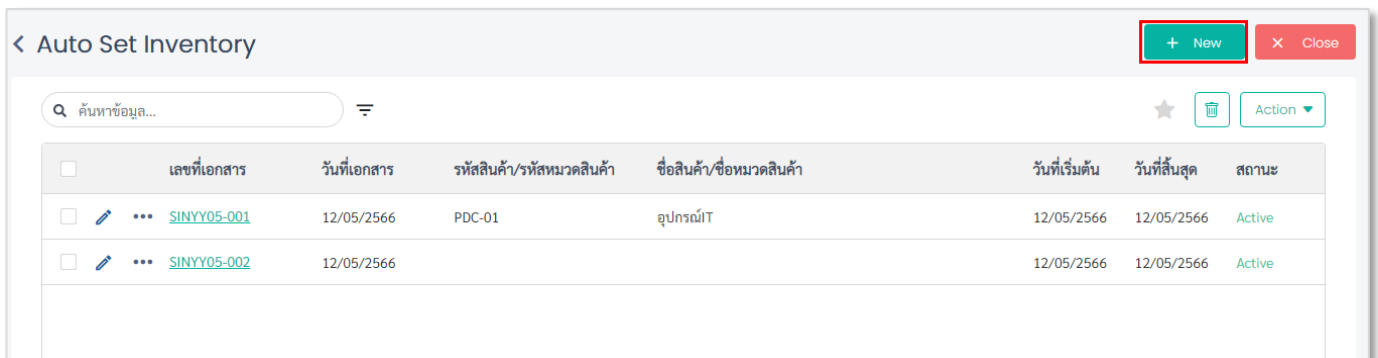 Auto Set Inventory
+ New
× Close
ค้นหาข้อมูล...
Action
เลขที่เอกสาร วันที่เอกสาร รหัสสินค้า/รหัสหมวดสินค้า ชื่อสินค้า/ชื่อหมวดสินค้า วันที่เริ่มต้น วันที่สิ้นสุด สถานะ
SINYY05-001 12/05/2566 PDC-01 อุปกรณ์IT 12/05/2566 12/05/2566 Active
SINYY05-002 12/05/2566 12/05/2566 12/05/2566 Active